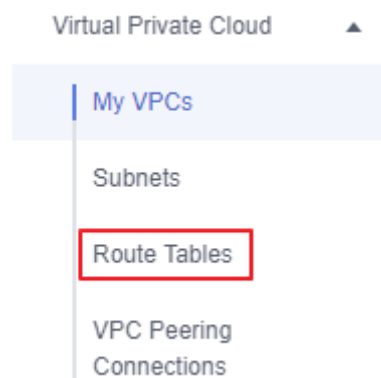 Virtual Private Cloud
My VPCs
Subnets
Route Tables
VPC Peering
Connections